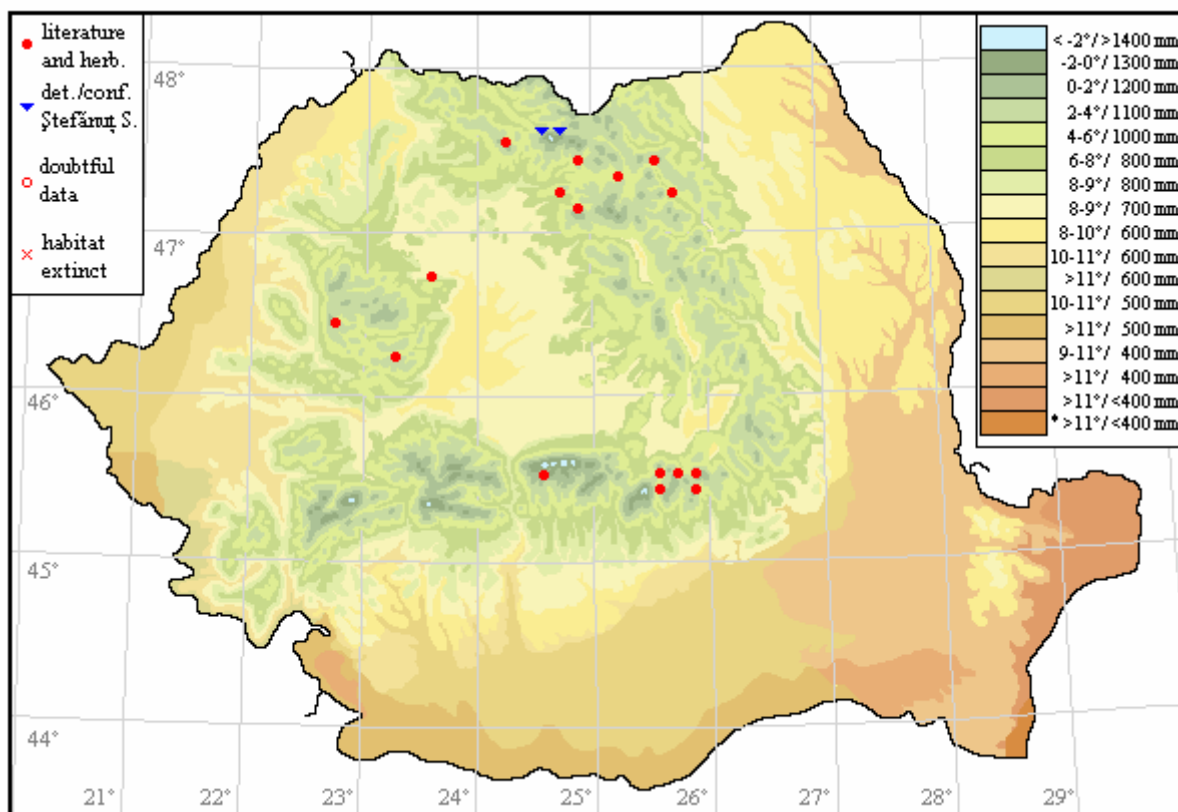 literature
and herb.
det./conf.
Ștefănuț S.
doubtful
data
habitat
extinct
< -2°/>1400 mm
-2-0°/ 1300 mm
0-2°/ 1200 mm
2-4°/ 1100 mm
4-6°/ 1000 mm
6-8°/ 800 mm
8-9°/ 800 mm
8-9°/ 700 mm
8-10°/ 600 mm
10-11°/ 600 mm
>11°/ 600 mm
10-11°/ 500 mm
>11°/ 500 mm
9-11°/ 400 mm
>11°/ 400 mm
>11°/<400 mm
* >11°/<400 mm
48°
47°
46°
45°
44°
21°
22°
23°
24°
25°
26°
27°
28°
29°